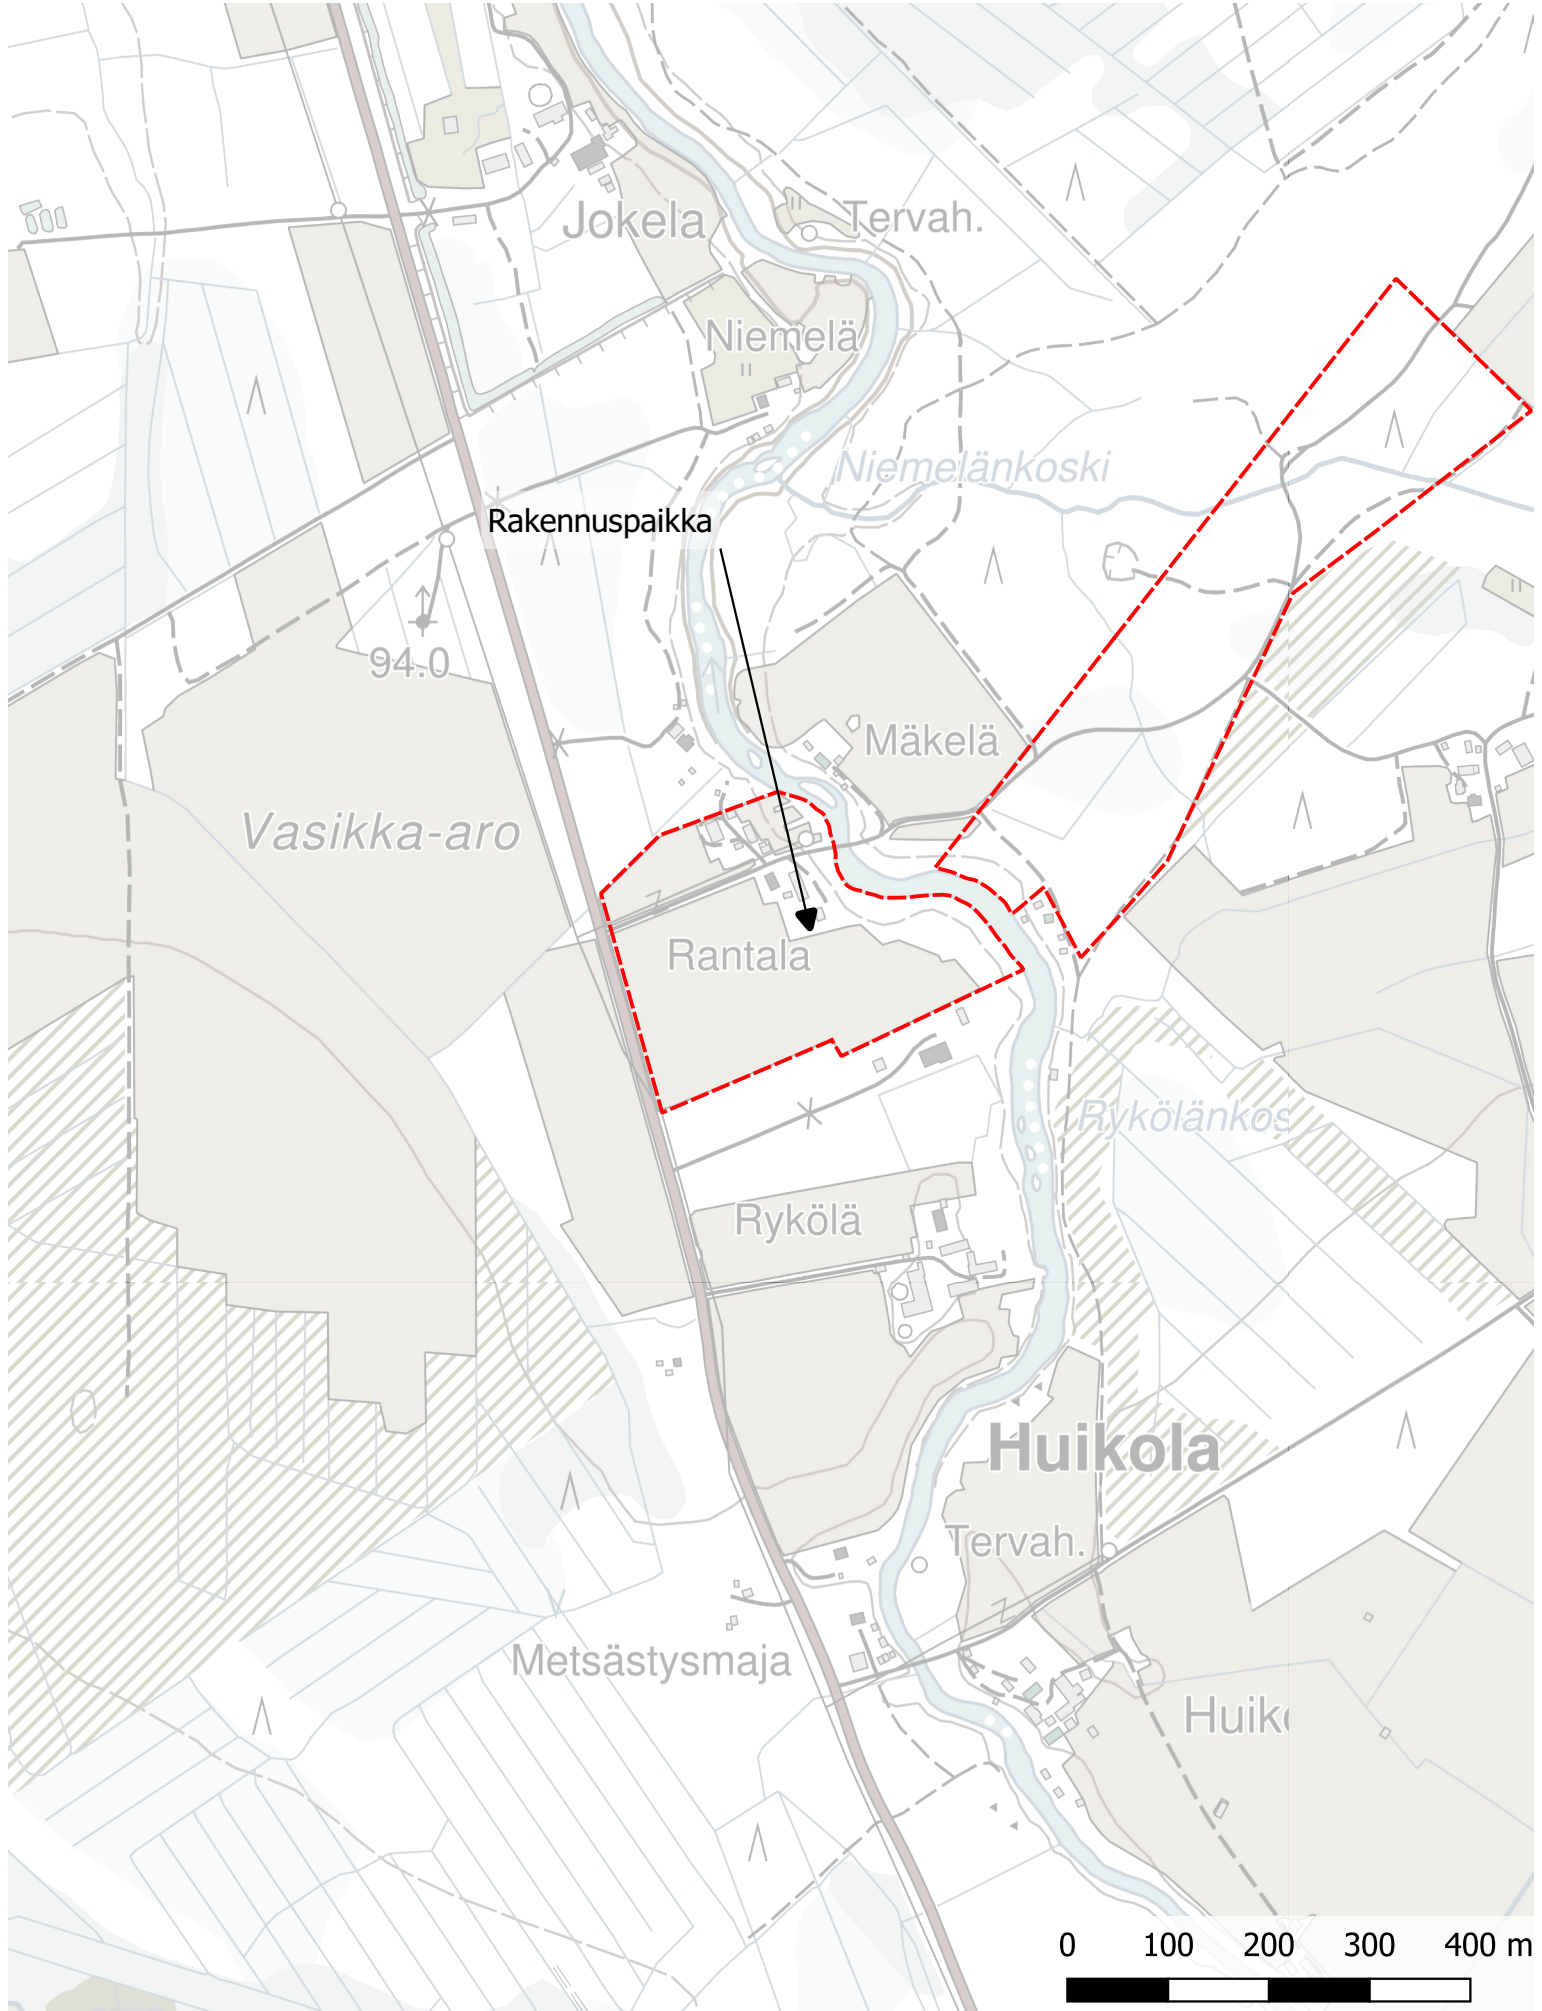 Jokela
Tervah.
Niemelä
Niemelänkoski
Rakennuspaikka
94.0
Mäkelä
Vasikka-aro
Rantala
Rykölänkos
Rykölä
Huikola
Tervah.
Metsästysmaja
Huiko
0 100 200 300 400 m